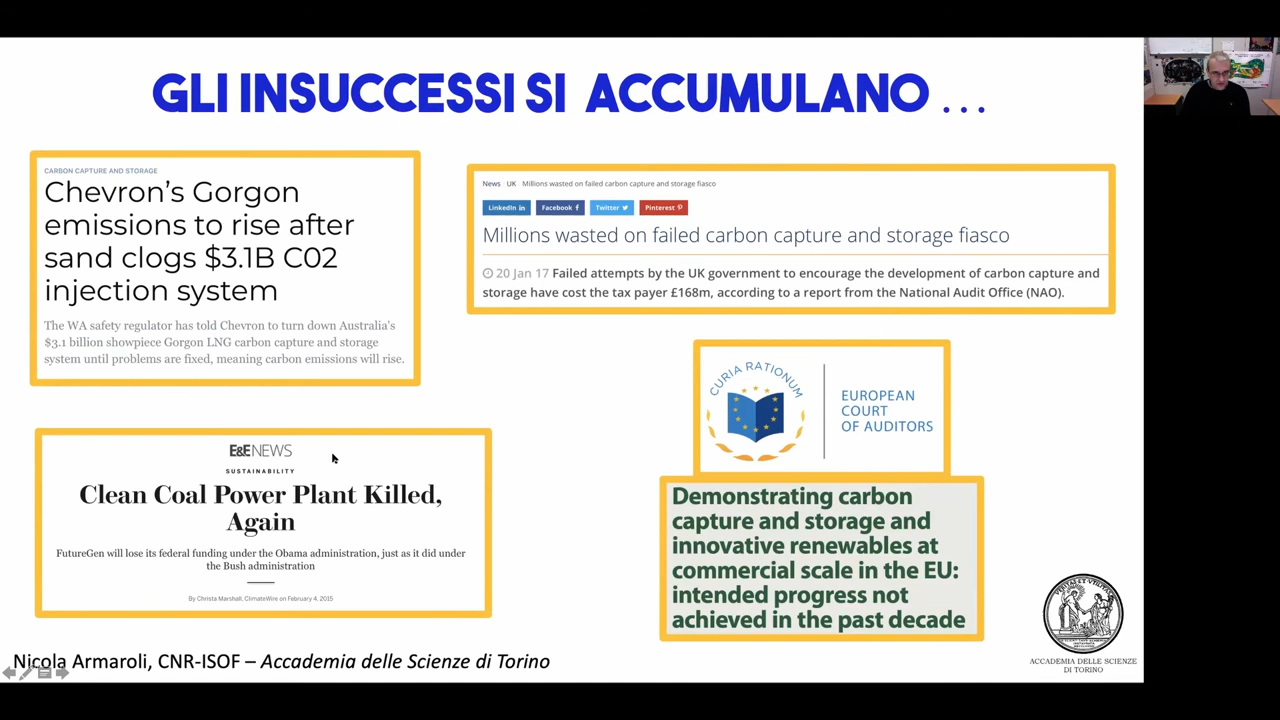 GLI INSUCCESSI SI ACCUMULANO ...
CARBON CAPTURE AND STORAGE
Chevron's Gorgon
emissions to rise after
sand clogs $3.1B C02
injection system
The WA safety regulator has told Chevron to turn down Australia's
$3.1 billion showpiece Gorgon LNG carbon capture and storage
system until problems are fixed, meaning carbon emissions will rise.
News UK Millions wasted on failed carbon capture and storage fiasco
LinkedIn in Facebook f Twitter Pinterest
Millions wasted on failed carbon capture and storage fiasco
20 Jan 17 Failed attempts by the UK government to encourage the development of carbon capture and
storage have cost the tax payer £168m, according to a report from the National Audit Office (NAO).
E&E NEWS
SUSTAINABILITY
Clean Coal Power Plant Killed,
Again
FutureGen will lose its federal funding under the Obama administration, just as it did under
the Bush administration
By Christa Marshall, ClimateWire on February 4, 2015
CURIA RATIONUM
EUROPEAN
COURT
OF AUDITORS
Demonstrating carbon
capture and storage and
innovative renewables at
commercial scale in the EU:
intended progress not
achieved in the past decade
Nicola Armaroli, CNR-ISOF – Accademia delle Scienze di Torino
ACCADEMIA DELLE SCIENZE
DI TORINO